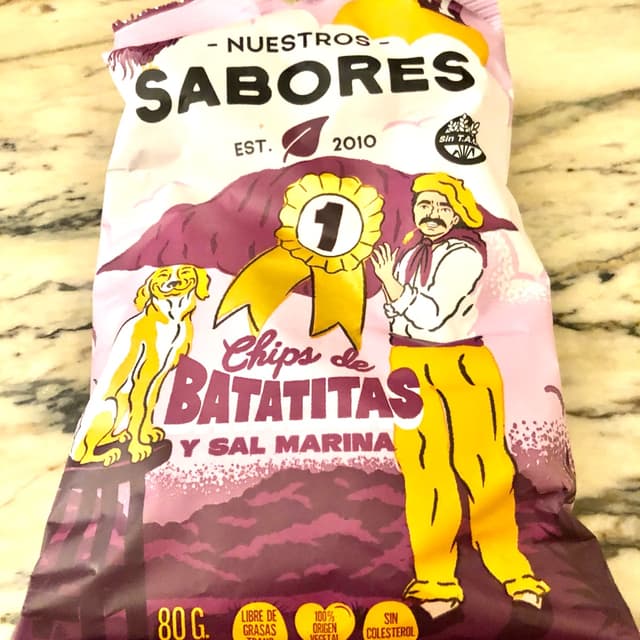 - NUESTROS -
SABORES
EST. 2010
Sin T.A.C.
1
Chips de
BATATITAS
Y SAL MARINA
80 G.
LIBRE DE
GRASAS
TRANS
100%
ORIGEN
VEGETAL
SIN
COLESTEROL